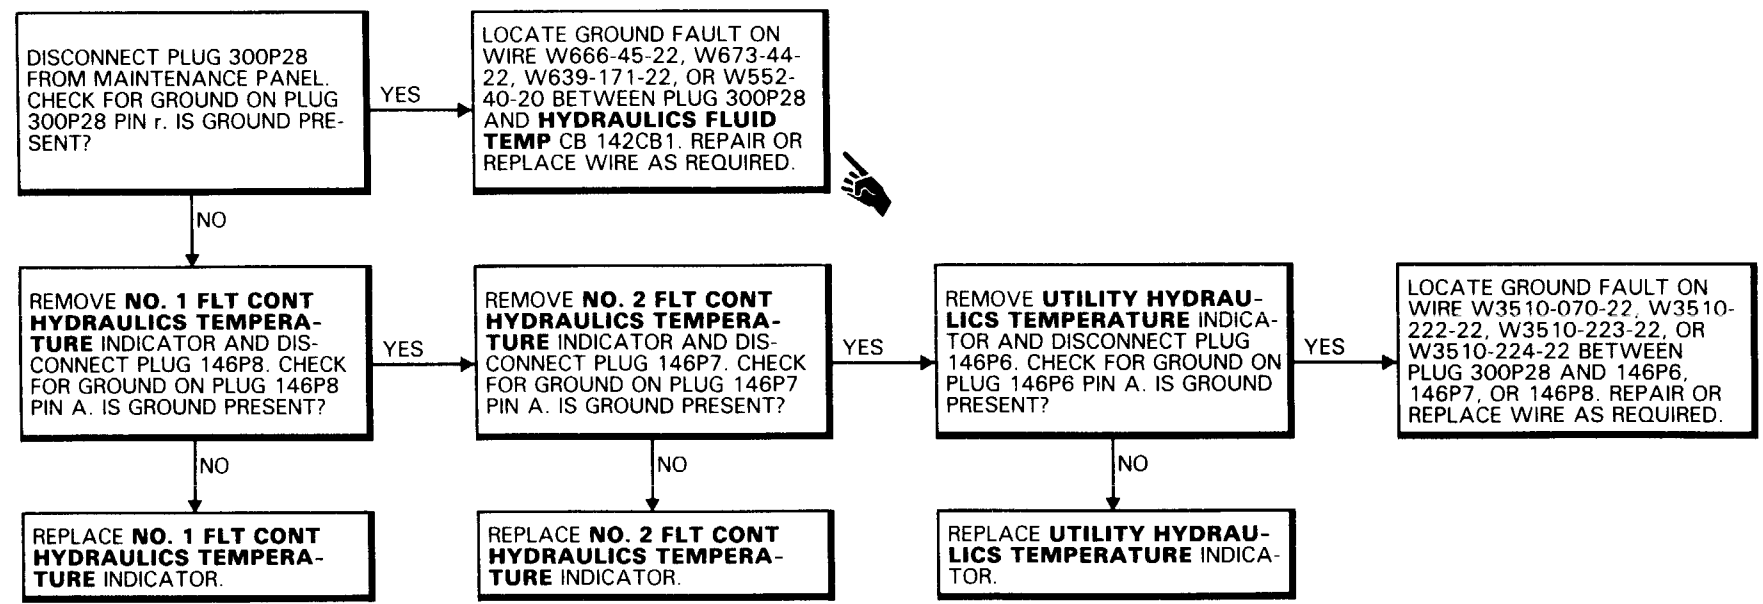 DISCONNECT PLUG 300P28
FROM MAINTENANCE PANEL.
CHECK FOR GROUND ON PLUG
300P28 PIN r. IS GROUND PRE-
SENT?
YES
LOCATE GROUND FAULT ON
WIRE W666-45-22, W673-44-
22, W639-171-22, OR W552-
40-20 BETWEEN PLUG 300P28
AND HYDRAULICS FLUID
TEMP CB 142CB1. REPAIR OR
REPLACE WIRE AS REQUIRED.
NO
REMOVE NO. 1 FLT CONT
HYDRAULICS TEMPERA-
TURE INDICATOR AND DIS-
CONNECT PLUG 146P8. CHECK
FOR GROUND ON PLUG 146P8
PIN A. IS GROUND PRESENT?
YES
REMOVE NO. 2 FLT CONT
HYDRAULICS TEMPERA-
TURE INDICATOR AND DIS-
CONNECT PLUG 146P7. CHECK
FOR GROUND ON PLUG 146P7
PIN A. IS GROUND PRESENT?
YES
REMOVE UTILITY HYDRAU-
LICS TEMPERATURE INDICA-
TOR AND DISCONNECT PLUG
146P6. CHECK FOR GROUND ON
PLUG 146P6 PIN A. IS GROUND
PRESENT?
YES
LOCATE GROUND FAULT ON
WIRE W3510-070-22, W3510-
222-22, W3510-223-22, OR
W3510-224-22 BETWEEN
PLUG 300P28 AND 146P6,
146P7, OR 146P8. REPAIR OR
REPLACE WIRE AS REQUIRED.
NO
NO
NO
REPLACE NO. 1 FLT CONT
HYDRAULICS TEMPERA-
TURE INDICATOR.
REPLACE NO. 2 FLT CONT
HYDRAULICS TEMPERA-
TURE INDICATOR.
REPLACE UTILITY HYDRAU-
LICS TEMPERATURE INDICA-
TOR.